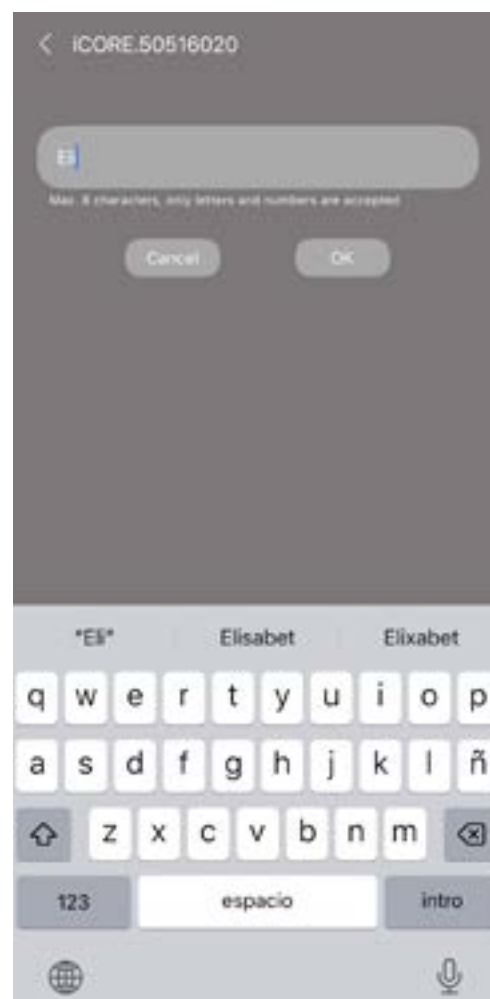 iCORE.50516020
Eli
Max. 8 characters, only letters and numbers are accepted
Cancel OK
"Eli" Elisabet Elixabet
q w e r t y u i o p
a s d f g h j k l ñ
z x c v b n m
123 espacio intro